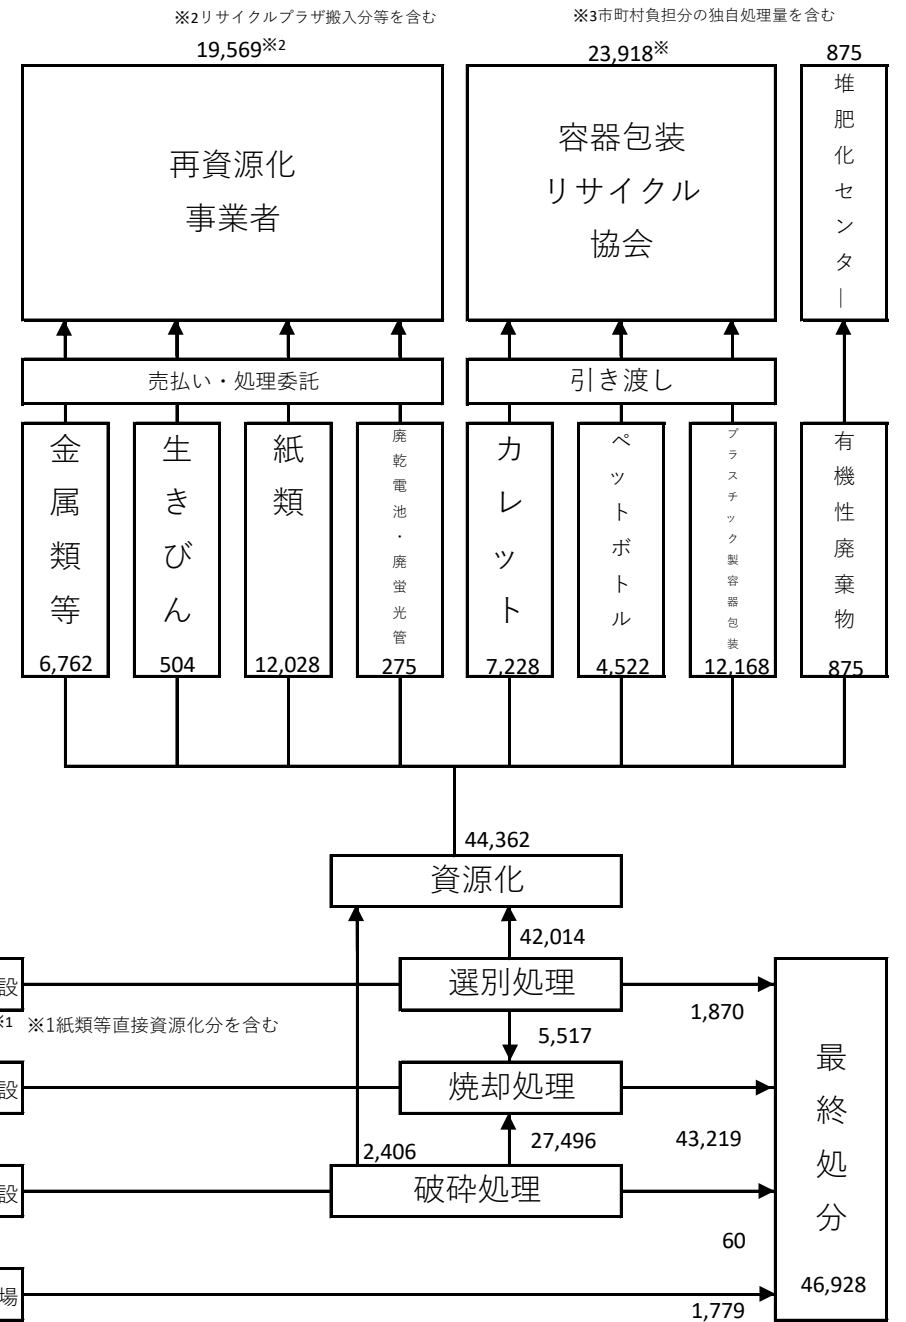 ※2リサイクルプラザ搬入分等を含む
※3市町村負担分の独自処理量を含む
19,569※2
23,918※
875
再資源化
事業者
容器包装
リサイクル
協会
堆肥化センター
売払い・処理委託
引き渡し
金属類等
6,762
生きびん
504
紙類
12,028
廃乾電池・廃蛍光管
275
カレット
7,228
ペットボトル
4,522
プラスチック製容器包装
12,168
有機性廃棄物
875
44,362
資源化
42,014
設
選別処理
1,870
※1 ※1紙類等直接資源化分を含む
5,517
設
焼却処理
43,219
2,406
27,496
設
破砕処理
60
最終処分
46,928
場
1,779